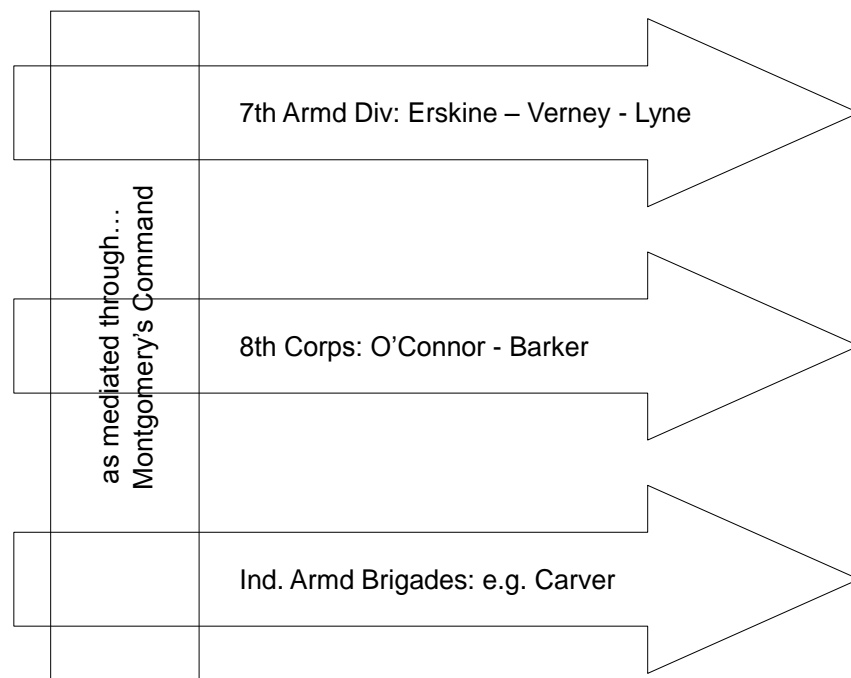 7th Armd Div: Erskine – Verney - Lyne
as mediated through…
Montgomery’s Command
8th Corps: O’Connor - Barker
Ind. Armd Brigades: e.g. Carver